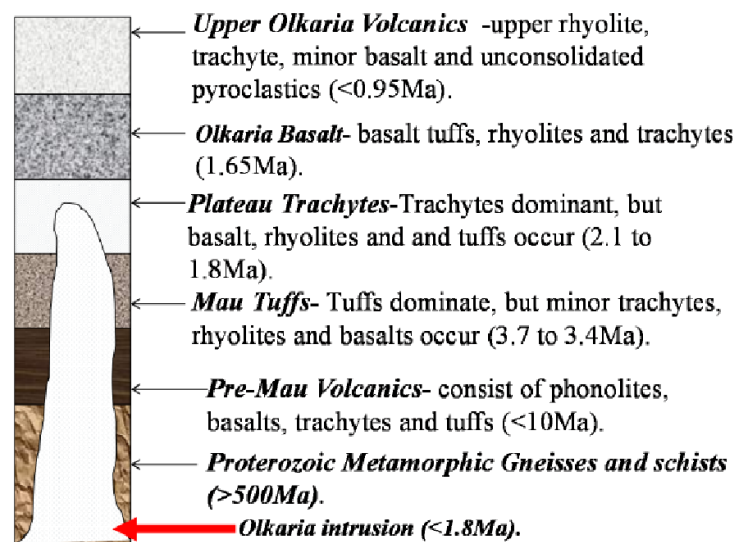 Upper Olkaria Volcanics -upper rhyolite,
trachyte, minor basalt and unconsolidated
pyroclastics (<0.95Ma).
Olkaria Basalt- basalt tuffs, rhyolites and trachytes
(1.65Ma).
Plateau Trachytes-Trachytes dominant, but
basalt, rhyolites and and tuffs occur (2.1 to
1.8Ma).
Mau Tuffs- Tuffs dominate, but minor trachytes,
rhyolites and basalts occur (3.7 to 3.4Ma).
Pre-Mau Volcanics- consist of phonolites,
basalts, trachytes and tuffs (<10Ma).
Proterozoic Metamorphic Gneisses and schists
(>500Ma).
Olkaria intrusion (<1.8Ma).